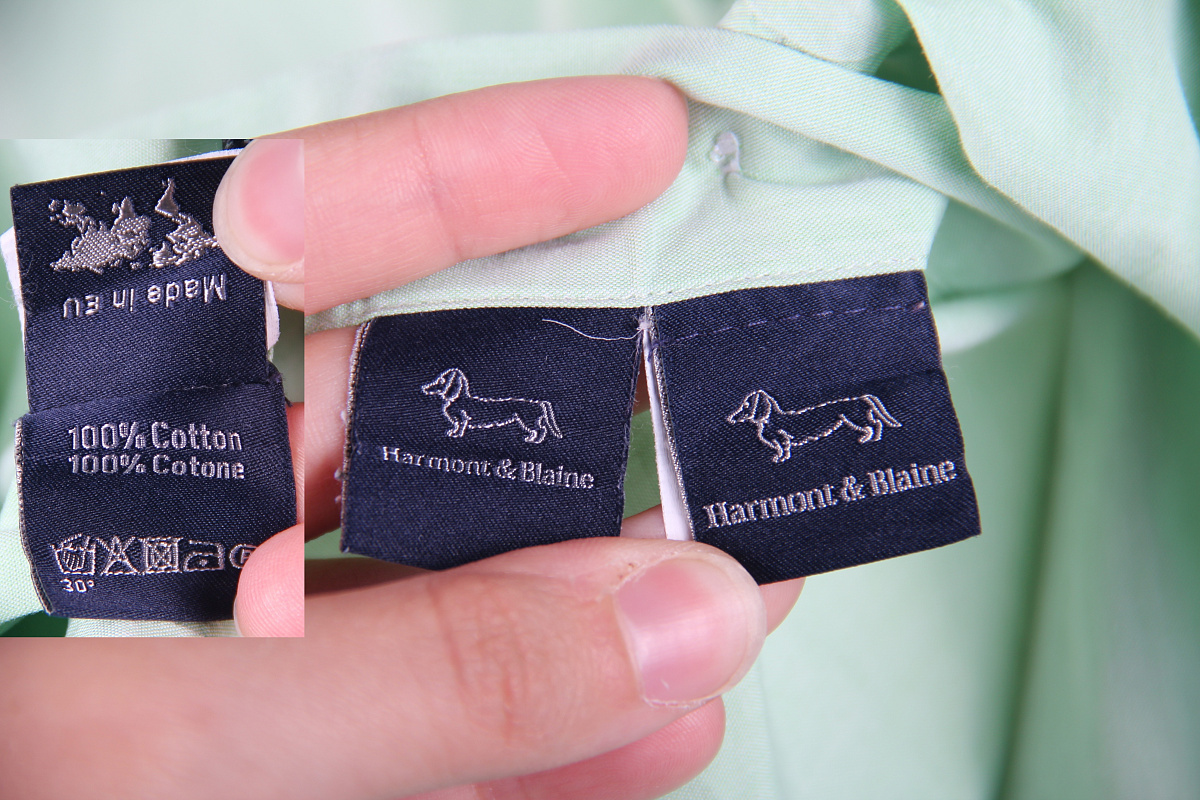 Made in EU
100% Cotton
100% Cotone
30°
P
Harmont & Blaine
Harmont & Blaine